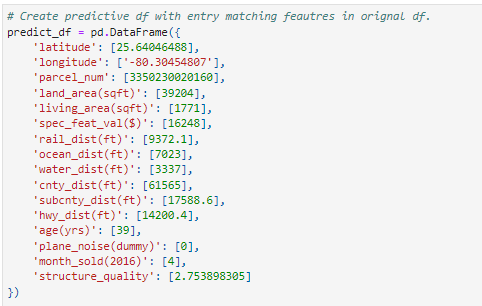 # Create predictive df with entry matching feautres in orignal df.
predict_df = pd.DataFrame({
    'latitude': [25.64046488],
    'longitude': ['-80.30454807'],
    'parcel_num': [3350230020160],
    'land_area(sqft)': [39204],
    'living_area(sqft)': [1771],
    'spec_feat_val($)': [16248],
    'rail_dist(ft)': [9372.1],
    'ocean_dist(ft)': [7023],
    'water_dist(ft)': [3337],
    'cnty_dist(ft)': [61565],
    'subcnty_dist(ft)': [17588.6],
    'hwy_dist(ft)': [14200.4],
    'age(yrs)': [39],
    'plane_noise(dummy)': [0],
    'month_sold(2016)': [4],
    'structure_quality': [2.753898305]
})